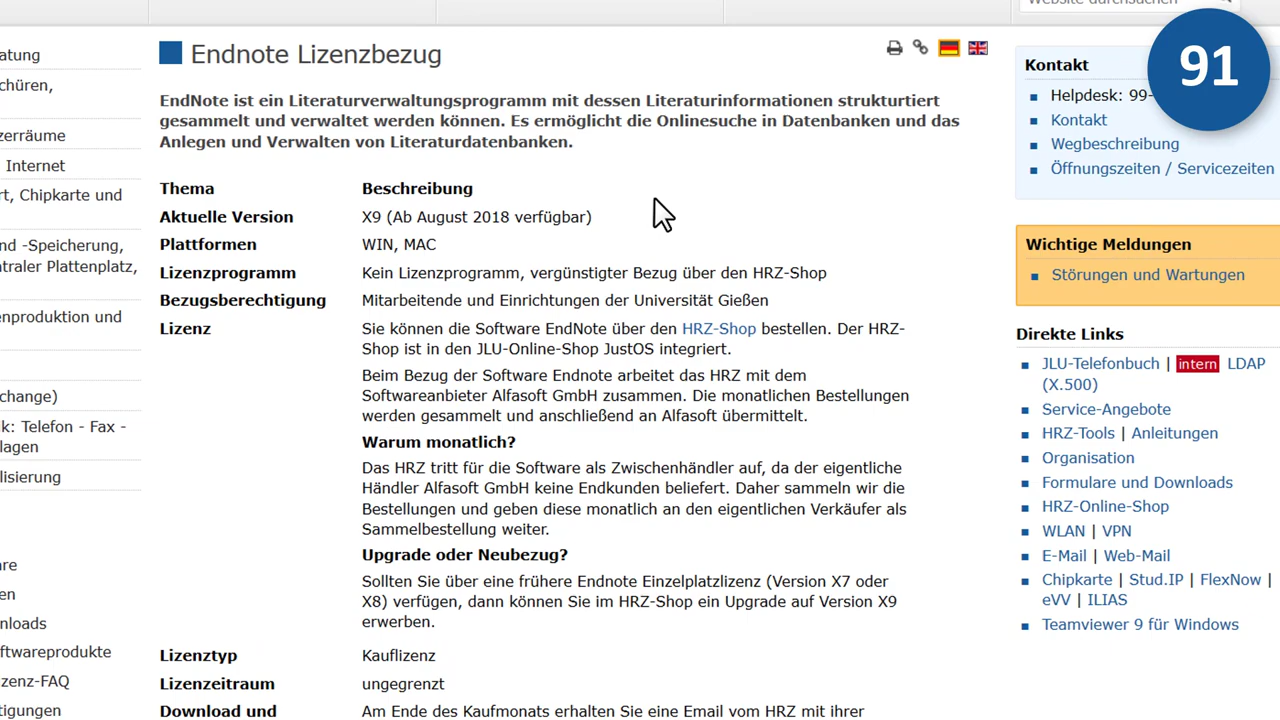 Website durchsuchen
atung
chüren,
zerräume
Internet
rt, Chipkarte und
nd -Speicherung,
ntraler Plattenplatz,
enproduktion und
change)
k: Telefon - Fax -
lagen
lisierung
re
en
nloads
ftwareprodukte
zenz-FAQ
tigungen
Endnote Lizenzbezug
EndNote ist ein Literaturverwaltungsprogramm mit dessen Literaturinformationen strukturtiert
gesammelt und verwaltet werden können. Es ermöglicht die Onlinesuche in Datenbanken und das
Anlegen und Verwalten von Literaturdatenbanken.
Thema Beschreibung
Aktuelle Version X9 (Ab August 2018 verfügbar)
Plattformen WIN, MAC
Lizenzprogramm Kein Lizenzprogramm, vergünstigter Bezug über den HRZ-Shop
Bezugsberechtigung Mitarbeitende und Einrichtungen der Universität Gießen
Lizenz Sie können die Software EndNote über den HRZ-Shop bestellen. Der HRZ-
Shop ist in den JLU-Online-Shop JustOS integriert.
Beim Bezug der Software Endnote arbeitet das HRZ mit dem
Softwareanbieter Alfasoft GmbH zusammen. Die monatlichen Bestellungen
werden gesammelt und anschließend an Alfasoft übermittelt.
Warum monatlich?
Das HRZ tritt für die Software als Zwischenhändler auf, da der eigentliche
Händler Alfasoft GmbH keine Endkunden beliefert. Daher sammeln wir die
Bestellungen und geben diese monatlich an den eigentlichen Verkäufer als
Sammelbestellung weiter.
Upgrade oder Neubezug?
Sollten Sie über eine frühere Endnote Einzelplatzlizenz (Version X7 oder
X8) verfügen, dann können Sie im HRZ-Shop ein Upgrade auf Version X9
erwerben.
Lizenztyp Kauflizenz
Lizenzeitraum ungegrenzt
Download und Am Ende des Kaufmonats erhalten Sie eine Email vom HRZ mit ihrer
91
Kontakt
Helpdesk: 99-
Kontakt
Wegbeschreibung
Öffnungszeiten / Servicezeiten
Wichtige Meldungen
Störungen und Wartungen
Direkte Links
JLU-Telefonbuch | intern LDAP
(X.500)
Service-Angebote
HRZ-Tools | Anleitungen
Organisation
Formulare und Downloads
HRZ-Online-Shop
WLAN | VPN
E-Mail | Web-Mail
Chipkarte | Stud.IP | FlexNow |
eVV | ILIAS
Teamviewer 9 für Windows